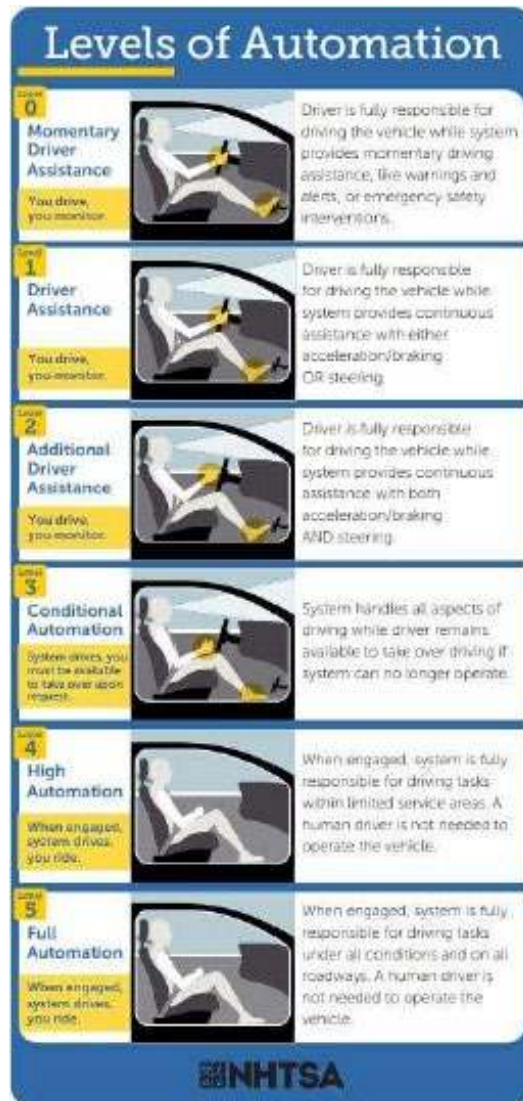 Levels of Automation
Level
0
Momentary
Driver
Assistance
You drive,
you monitor.
Driver is fully responsible for
driving the vehicle while system
provides momentary driving
assistance, like warnings and
alerts, or emergency safety
interventions.
Level
1
Driver
Assistance
You drive,
you monitor.
Driver is fully responsible
for driving the vehicle while
system provides continuous
assistance with either
acceleration/braking
OR steering.
Level
2
Additional
Driver
Assistance
You drive,
you monitor.
Driver is fully responsible
for driving the vehicle while
system provides continuous
assistance with both
acceleration/braking
AND steering.
Level
3
Conditional
Automation
System drives, you
must be available
to take over upon
request.
System handles all aspects of
driving while driver remains
available to take over driving if
system can no longer operate.
Level
4
High
Automation
When engaged,
system drives,
you ride.
When engaged, system is fully
responsible for driving tasks
within limited service areas. A
human driver is not needed to
operate the vehicle.
Level
5
Full
Automation
When engaged,
system drives,
you ride.
When engaged, system is fully
responsible for driving tasks
under all conditions and on all
roadways. A human driver is
not needed to operate the
vehicle.
NHTSA